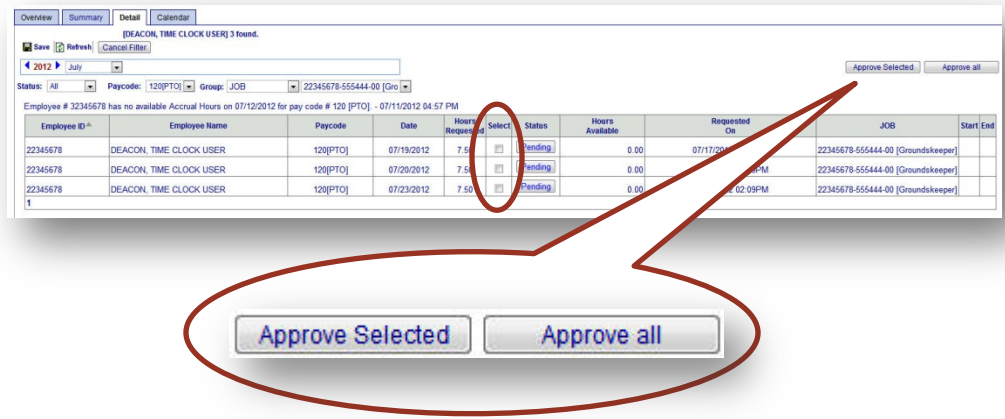 Overview Summary Detail Calendar
[DEACON, TIME CLOCK USER] 3 found.
Save Refresh Cancel Filter
2012 July Approve Selected Approve all
Status: All Paycode: 120[PTO] Group: JOB 22345678-555444-00 [Gro
Employee # 32345678 has no available Accrual Hours on 07/12/2012 for pay code # 120 [PTO]. - 07/11/2012 04:57 PM
Employee ID Employee Name Paycode Date Hours Requested Select Status Hours Available Requested On JOB Start End
22345678 DEACON, TIME CLOCK USER 120[PTO] 07/19/2012 7.50 Pending 0.00 22345678-555444-00 [Groundskeeper]
22345678 DEACON, TIME CLOCK USER 120[PTO] 07/20/2012 7.50 Pending 0.00 22345678-555444-00 [Groundskeeper]
22345678 DEACON, TIME CLOCK USER 120[PTO] 07/23/2012 7.50 Pending 0.00 02:09PM 22345678-555444-00 [Groundskeeper]
1
Approve Selected Approve all